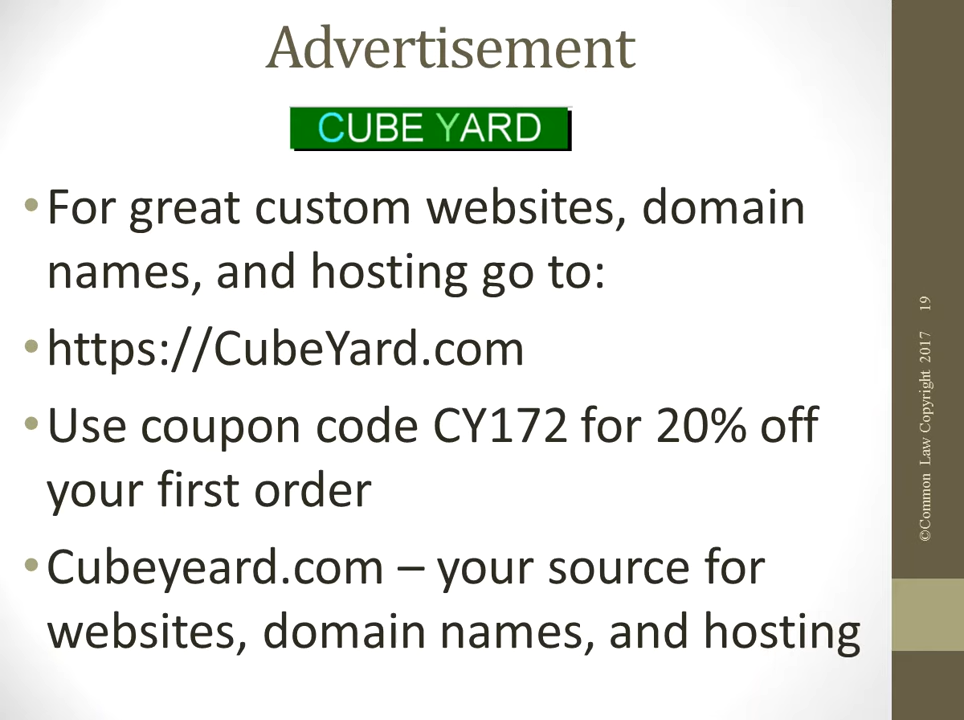 Advertisement
CUBE YARD
•For great custom websites, domain
names, and hosting go to:
•https://CubeYard.com
•Use coupon code CY172 for 20% off
your first order
•Cubeyeard.com – your source for
websites, domain names, and hosting
©Common Law Copyright 2017 19